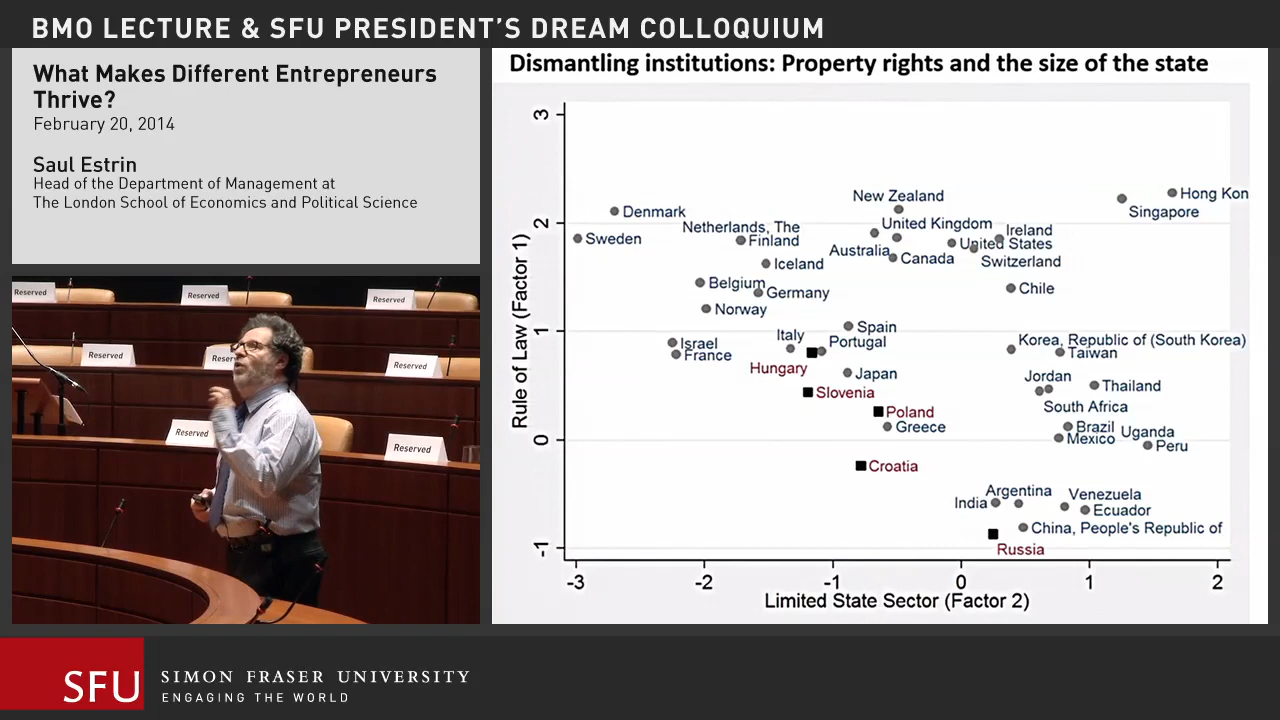 BMO LECTURE & SFU PRESIDENT'S DREAM COLLOQUIUM
What Makes Different Entrepreneurs
Thrive?
February 20, 2014
Saul Estrin
Head of the Department of Management at
The London School of Economics and Political Science
Reserved
Reserved
Reserved
Reserved
Reserved
Reserved
Reserved
Reserved
Dismantling institutions: Property rights and the size of the state
Rule of Law (Factor 1)
3
2
1
0
-1
Hong Kon
Singapore
New Zealand
Denmark
Netherlands, The
United Kingdom
Ireland
Sweden
Finland
United States
Australia
Canada
Switzerland
Iceland
Belgium
Germany
Chile
Norway
Spain
Italy
Portugal
Korea, Republic of (South Korea)
Israel
France
Taiwan
Hungary
Japan
Jordan
Thailand
Slovenia
South Africa
Poland
Greece
Brazil
Uganda
Mexico
Peru
Croatia
Argentina
Venezuela
India
Ecuador
China, People's Republic of
Russia
-3
-2
-1
0
1
2
Limited State Sector (Factor 2)
SFU
SIMON FRASER UNIVERSITY
ENGAGING THE WORLD